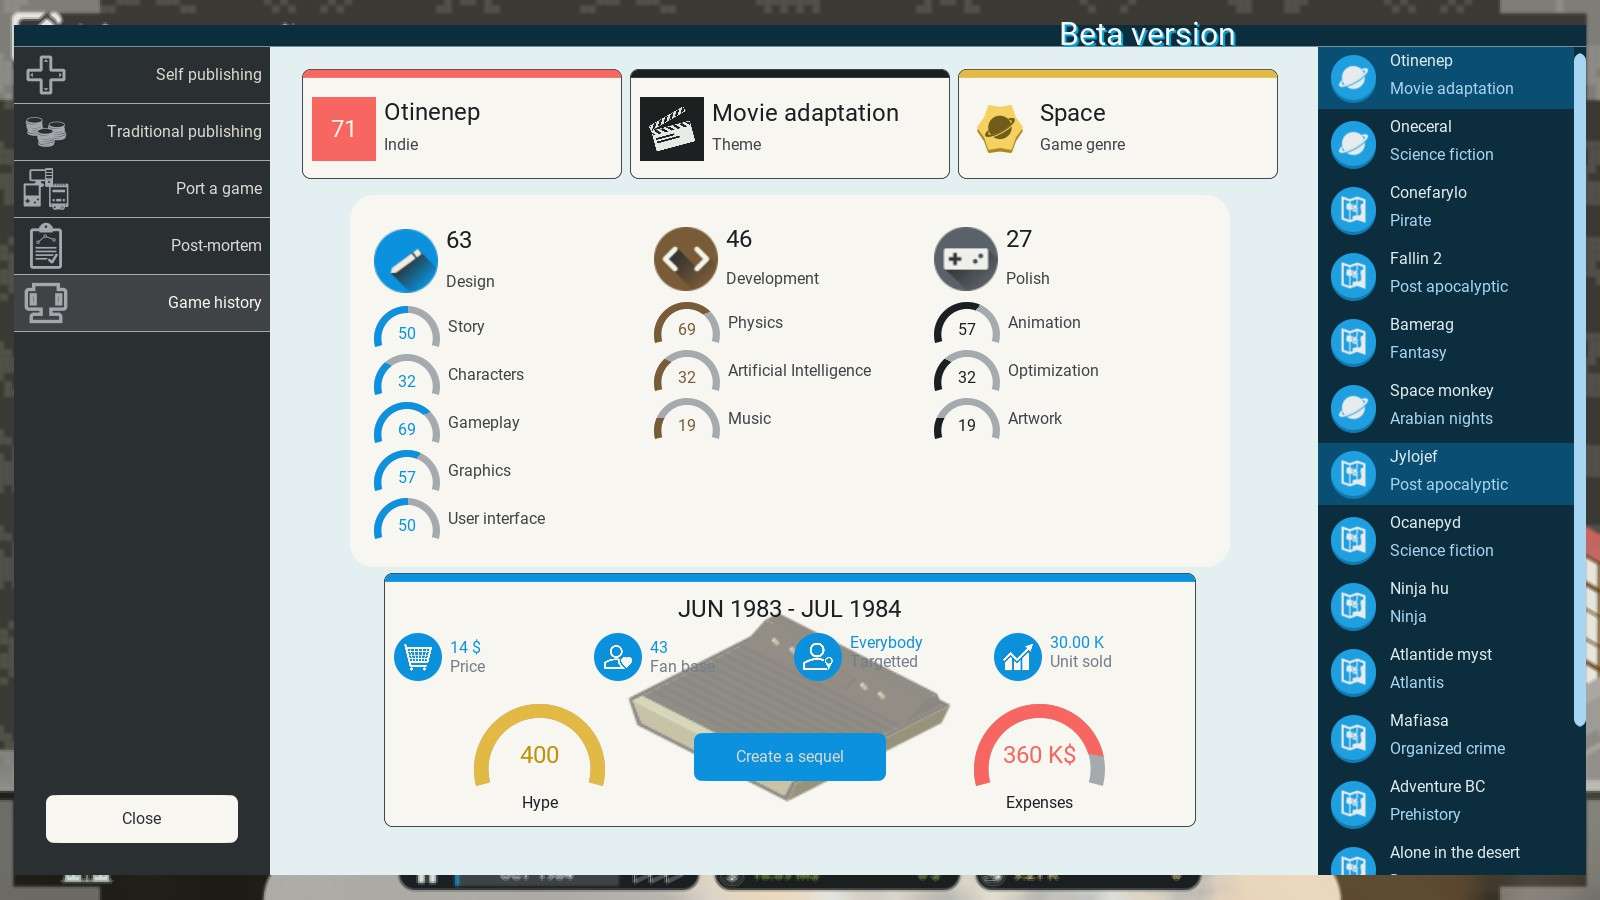 Beta version
Self publishing
Traditional publishing
Port a game
Post-mortem
Game history
Close
71
Otinenep
Indie
Movie adaptation
Theme
Space
Game genre
63
Design
50
Story
32
Characters
69
Gameplay
57
Graphics
50
User interface
46
Development
69
Physics
32
Artificial Intelligence
19
Music
27
Polish
57
Animation
32
Optimization
19
Artwork
JUN 1983 - JUL 1984
14 $
Price
43
Fan base
Everybody
Targetted
30.00 K
Unit sold
400
Hype
Create a sequel
360 K$
Expenses
Otinenep
Movie adaptation
Oneceral
Science fiction
Conefarylo
Pirate
Fallin 2
Post apocalyptic
Bamerag
Fantasy
Space monkey
Arabian nights
Jylojef
Post apocalyptic
Ocanepyd
Science fiction
Ninja hu
Ninja
Atlantide myst
Atlantis
Mafiasa
Organized crime
Adventure BC
Prehistory
Alone in the desert